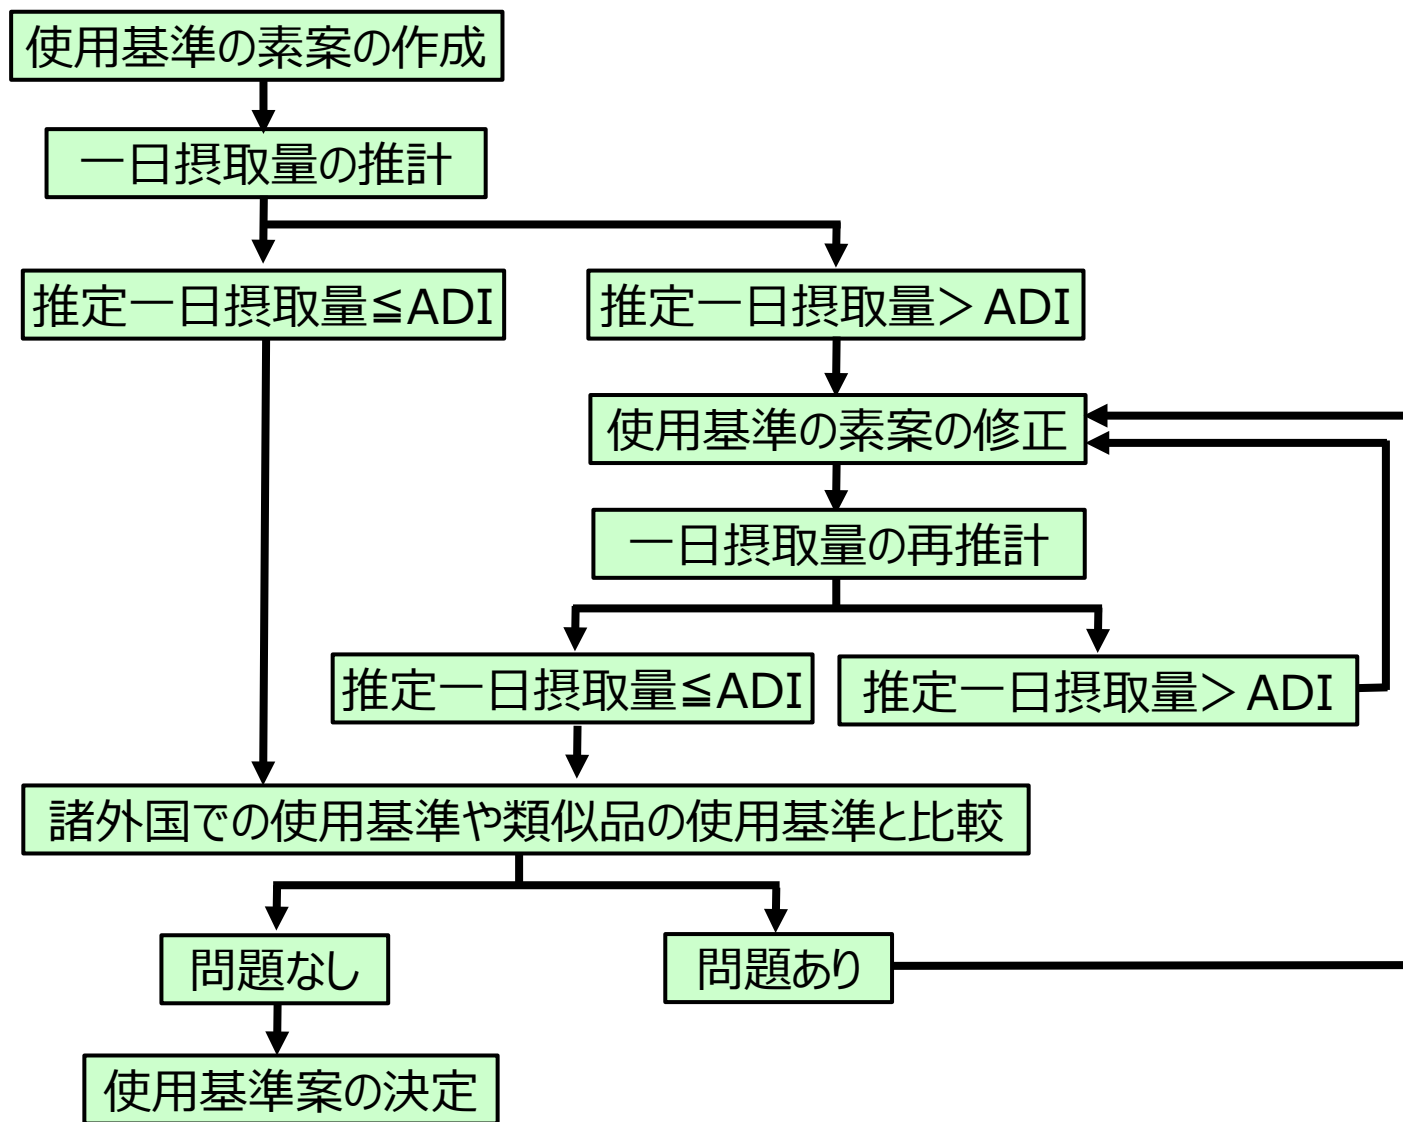 使用基準の素案の作成
一日摂取量の推計
推定一日摂取量≦ADI
推定一日摂取量＞ADI
使用基準の素案の修正
一日摂取量の再推計
推定一日摂取量≦ADI
推定一日摂取量＞ADI
諸外国での使用基準や類似品の使用基準と比較
問題なし
問題あり
使用基準案の決定